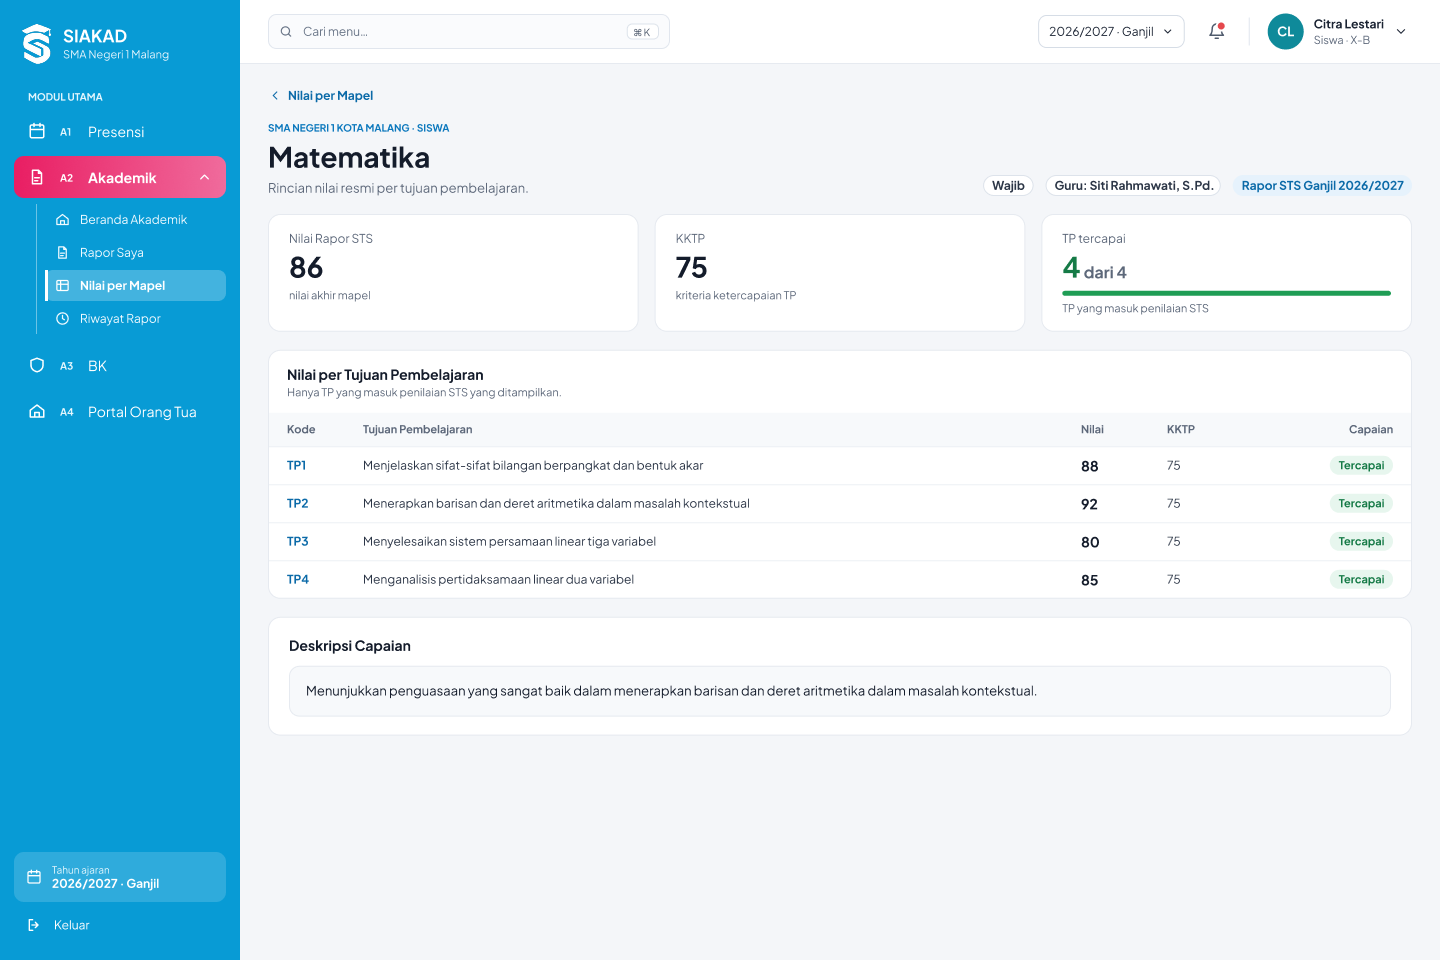 SIAKAD
SMA Negeri 1 Malang
MODUL UTAMA
A1 Presensi
A2 Akademik
Beranda Akademik
Rapor Saya
Nilai per Mapel
Riwayat Rapor
A3 BK
A4 Portal Orang Tua
Tahun ajaran
2026/2027 · Ganjil
Keluar
Cari menu... ⌘K
2026/2027 · Ganjil
CL
Citra Lestari
Siswa · X-B
Nilai per Mapel
SMA NEGERI 1 KOTA MALANG · SISWA
Matematika
Rincian nilai resmi per tujuan pembelajaran.
Wajib
Guru: Siti Rahmawati, S.Pd.
Rapor STS Ganjil 2026/2027
Nilai Rapor STS
86
nilai akhir mapel
KKTP
75
kriteria ketercapaian TP
TP tercapai
4 dari 4
TP yang masuk penilaian STS
Nilai per Tujuan Pembelajaran
Hanya TP yang masuk penilaian STS yang ditampilkan.
Kode Tujuan Pembelajaran Nilai KKTP Capaian
TP1 Menjelaskan sifat-sifat bilangan berpangkat dan bentuk akar 88 75 Tercapai
TP2 Menerapkan barisan dan deret aritmetika dalam masalah kontekstual 92 75 Tercapai
TP3 Menyelesaikan sistem persamaan linear tiga variabel 80 75 Tercapai
TP4 Menganalisis pertidaksamaan linear dua variabel 85 75 Tercapai
Deskripsi Capaian
Menunjukkan penguasaan yang sangat baik dalam menerapkan barisan dan deret aritmetika dalam masalah kontekstual.